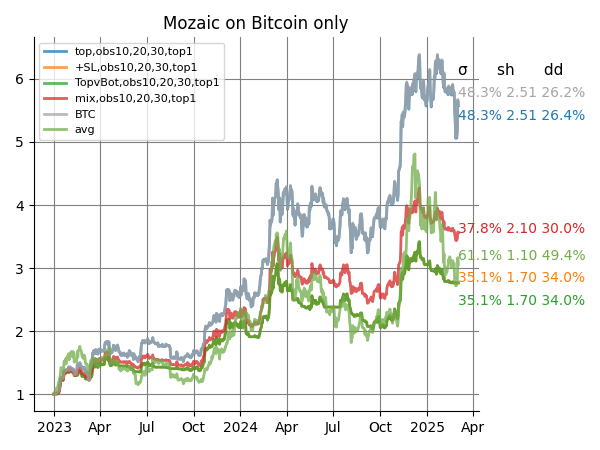 Mozaic on Bitcoin only
top,obs10,20,30,top1
+SL,obs10,20,30,top1
TopvBot,obs10,20,30,top1
mix,obs10,20,30,top1
BTC
avg
σ sh dd
48.3% 2.51 26.2%
48.3% 2.51 26.4%
37.8% 2.10 30.0%
61.1% 1.10 49.4%
35.1% 1.70 34.0%
35.1% 1.70 34.0%
6
5
4
3
2
1
2023 Apr Jul Oct 2024 Apr Jul Oct 2025 Apr